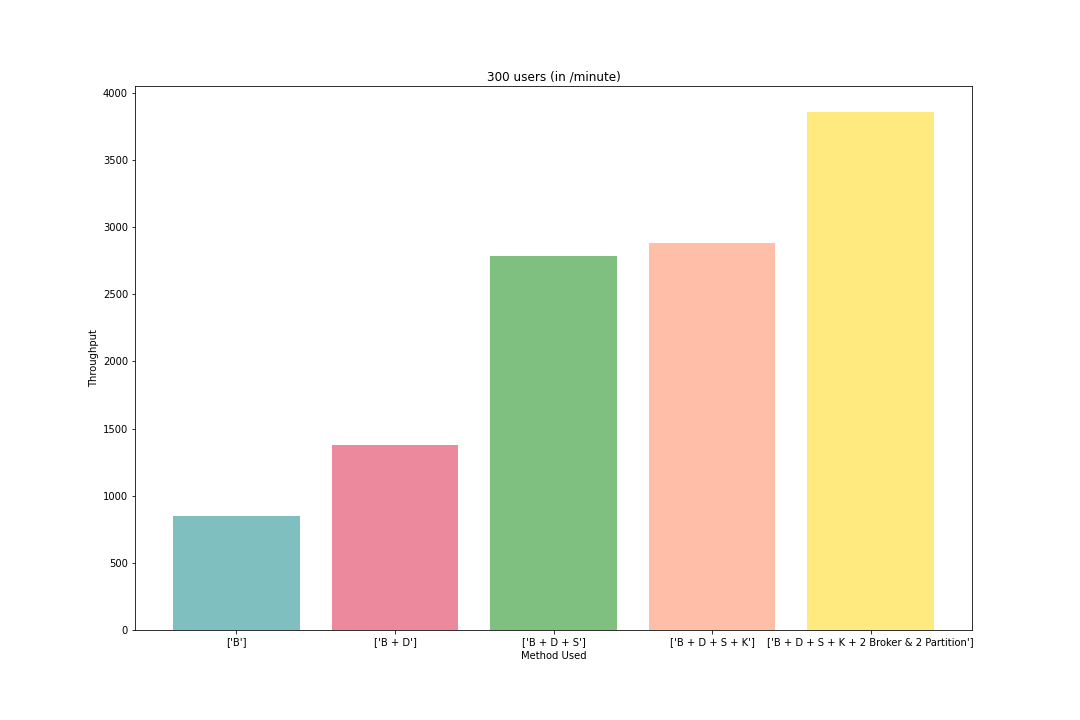 300 users (in /minute)
4000
3500
3000
2500
2000
1500
1000
500
0
Throughput
['B']
['B + D']
['B + D + S']
['B + D + S + K']
['B + D + S + K + 2 Broker & 2 Partition']
Method Used